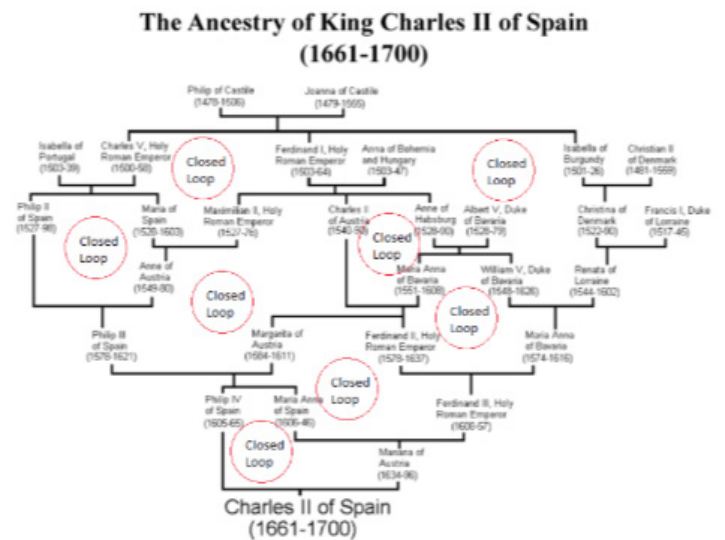 The Ancestry of King Charles II of Spain
(1661-1700)
Philip of Castile
(1478-1506)
Joanna of Castile
(1479-1555)
Isabella of
Portugal
(1503-39)
Charles V, Holy
Roman Emperor
(1500-58)
Closed
Loop
Ferdinand I, Holy
Roman Emperor
(1503-64)
Anna of Bohemia
and Hungary
(1503-47)
Closed
Loop
Isabella of
Burgundy
(1501-26)
Christian II
of Denmark
(1481-1559)
Philip II
of Spain
(1527-98)
Maria of
Spain
(1528-1603)
Maximilian II, Holy
Roman Emperor
(1527-76)
Charles II
of Austria
(1540-90)
Anne of
Habsburg
(1528-90)
Albert V, Duke
of Bavaria
(1528-79)
Christina of
Denmark
(1522-90)
Francis I, Duke
of Lorraine
(1517-45)
Closed
Loop
Closed
Loop
Anne of
Austria
(1549-80)
Closed
Loop
Maria Anna
of Bavaria
(1551-1608)
William V, Duke
of Bavaria
(1548-1626)
Renata of
Lorraine
(1544-1602)
Closed
Loop
Philip III
of Spain
(1578-1621)
Margarita of
Austria
(1584-1611)
Ferdinand II, Holy
Roman Emperor
(1578-1637)
Maria Anna
of Bavaria
(1574-1616)
Closed
Loop
Philip IV
of Spain
(1605-65)
Maria Anna
of Spain
(1606-46)
Ferdinand III, Holy
Roman Emperor
(1608-57)
Closed
Loop
Mariana of
Austria
(1634-96)
Charles II of Spain
(1661-1700)